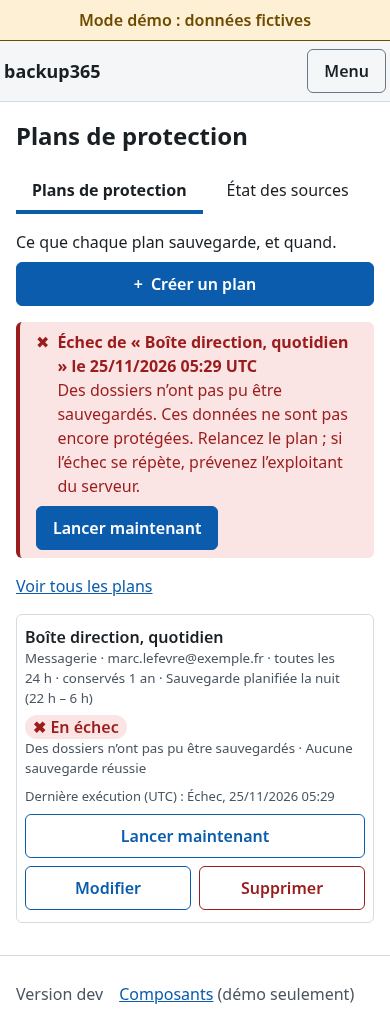 Mode démo : données fictives
backup365
Menu
Plans de protection
Plans de protection
État des sources
Ce que chaque plan sauvegarde, et quand.
+ Créer un plan
✖ Échec de « Boîte direction, quotidien
» le 25/11/2026 05:29 UTC
Des dossiers n’ont pas pu être
sauvegardés. Ces données ne sont pas
encore protégées. Relancez le plan ; si
l’échec se répète, prévenez l’exploitant
du serveur.
Lancer maintenant
Voir tous les plans
Boîte direction, quotidien
Messagerie · marc.lefevre@exemple.fr · toutes les
24 h · conservés 1 an · Sauvegarde planifiée la nuit
(22 h – 6 h)
✖ En échec
Des dossiers n’ont pas pu être sauvegardés · Aucune
sauvegarde réussie
Dernière exécution (UTC) : Échec, 25/11/2026 05:29
Lancer maintenant
Modifier
Supprimer
Version dev
Composants (démo seulement)